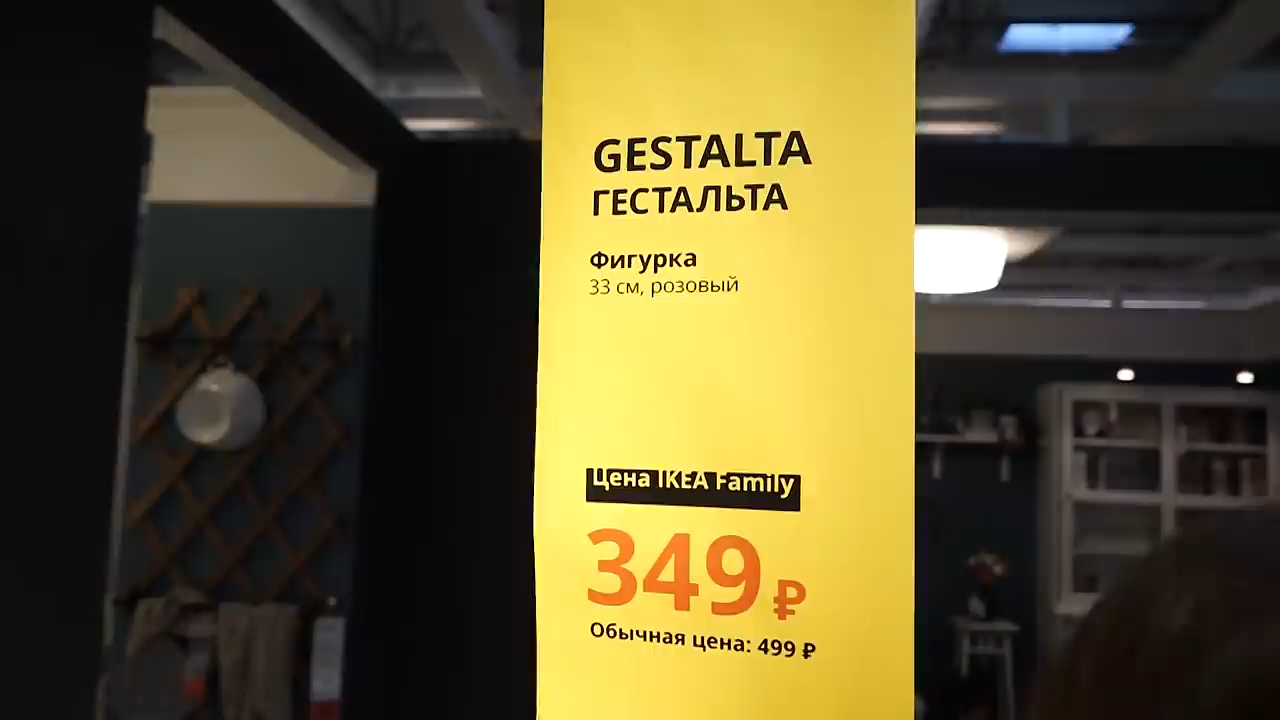 GESTALTA
ГЕСТАЛЬТА
Фигурка
33 см, розовый
Цена IKEA Family
349 ₽
Обычная цена: 499 ₽